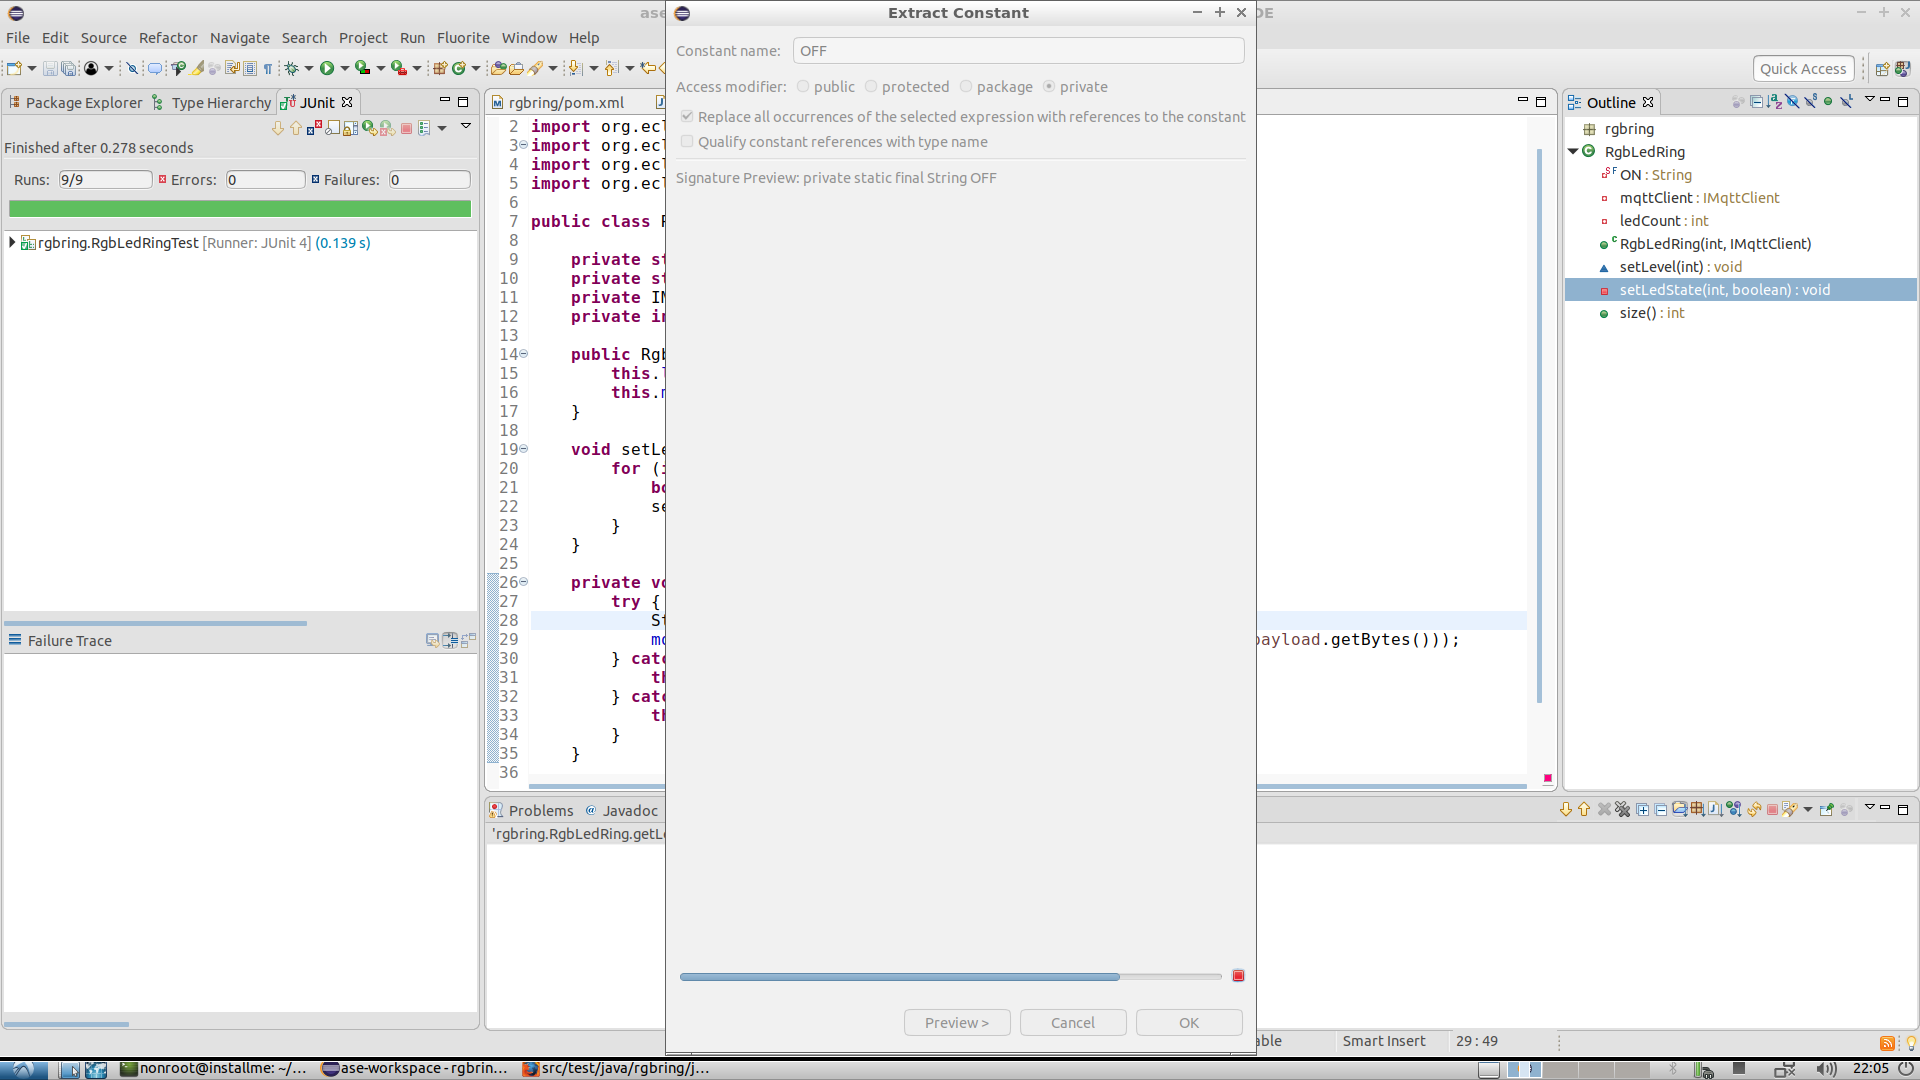 ase
Extract Constant
DE
File Edit Source Refactor Navigate Search Project Run Fluorite Window Help
Quick Access
Package Explorer
Type Hierarchy
JUnit
Finished after 0.278 seconds
Runs: 9/9
Errors: 0
Failures: 0
rgbring.RgbLedRingTest [Runner: JUnit 4] (0.139 s)
Failure Trace
rgbring/pom.xml
2 import org.ecl
3 import org.ecl
4 import org.ecl
5 import org.ecl
6
7 public class
8
9 private st
10 private st
11 private IM
12 private in
13
14 public Rgb
15 this.l
16 this.m
17 }
18
19 void setLe
20 for (i
21 bo
22 se
23 }
24 }
25
26 private vo
27 try {
28 St
29 mq
payload.getBytes()));
30 } catc
31 th
32 } catc
33 th
34 }
35 }
36
Constant name: OFF
Access modifier: public protected package private
Replace all occurrences of the selected expression with references to the constant
Qualify constant references with type name
Signature Preview: private static final String OFF
Preview > Cancel OK
Outline
rgbring
RgbLedRing
ON : String
mqttClient : IMqttClient
ledCount : int
RgbLedRing(int, IMqttClient)
setLevel(int) : void
setLedState(int, boolean) : void
size() : int
Problems @ Javadoc
'rgbring.RgbLedRing.getLe
able
Smart Insert
29 : 49
nonroot@installme: ~/...
ase-workspace - rgbrin...
src/test/java/rgbring/j...
22:05